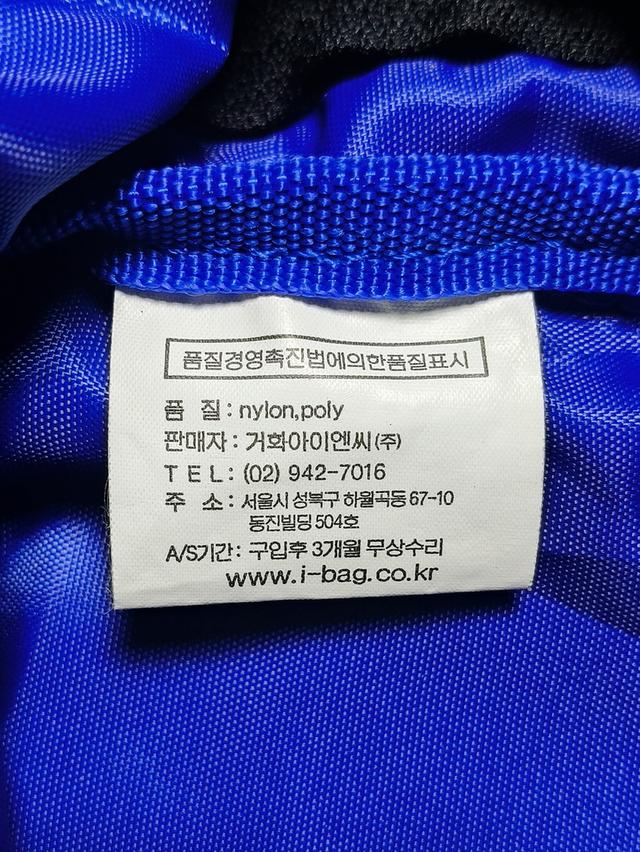 품질경영촉진법에의한품질표시
품 질 : nylon,poly
판매자 : 거화아이엔씨(주)
T E L : (02) 942-7016
주 소 : 서울시 성북구 하월곡동 67-10
동진빌딩 504호
A/S기간 : 구입후 3개월 무상수리
www.i-bag.co.kr